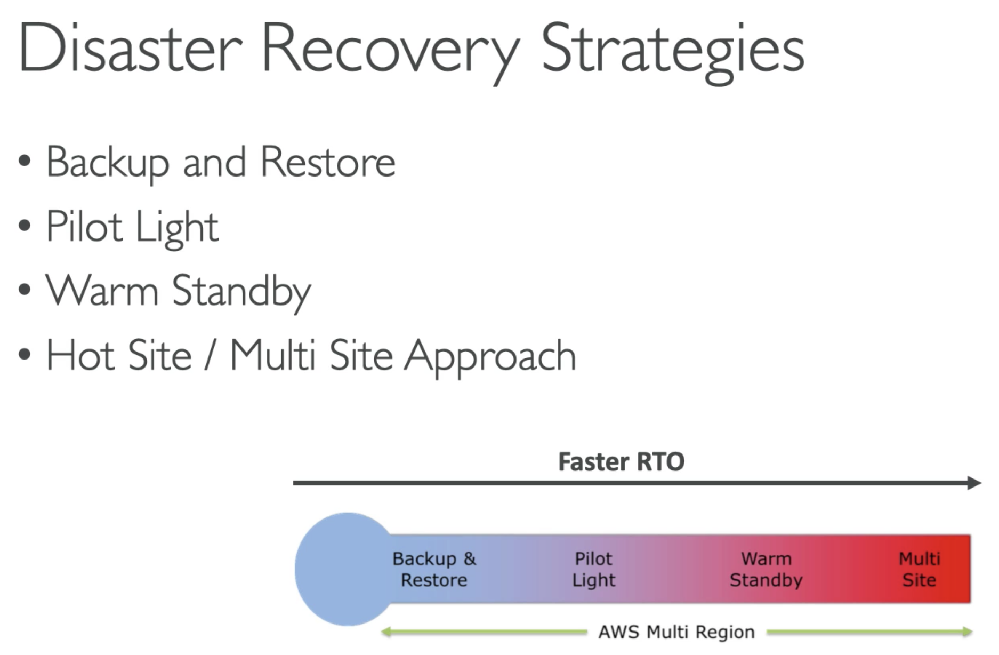 Disaster Recovery Strategies
• Backup and Restore
• Pilot Light
• Warm Standby
• Hot Site / Multi Site Approach
Faster RTO
Backup &
Restore
Pilot
Light
Warm
Standby
Multi
Site
AWS Multi Region